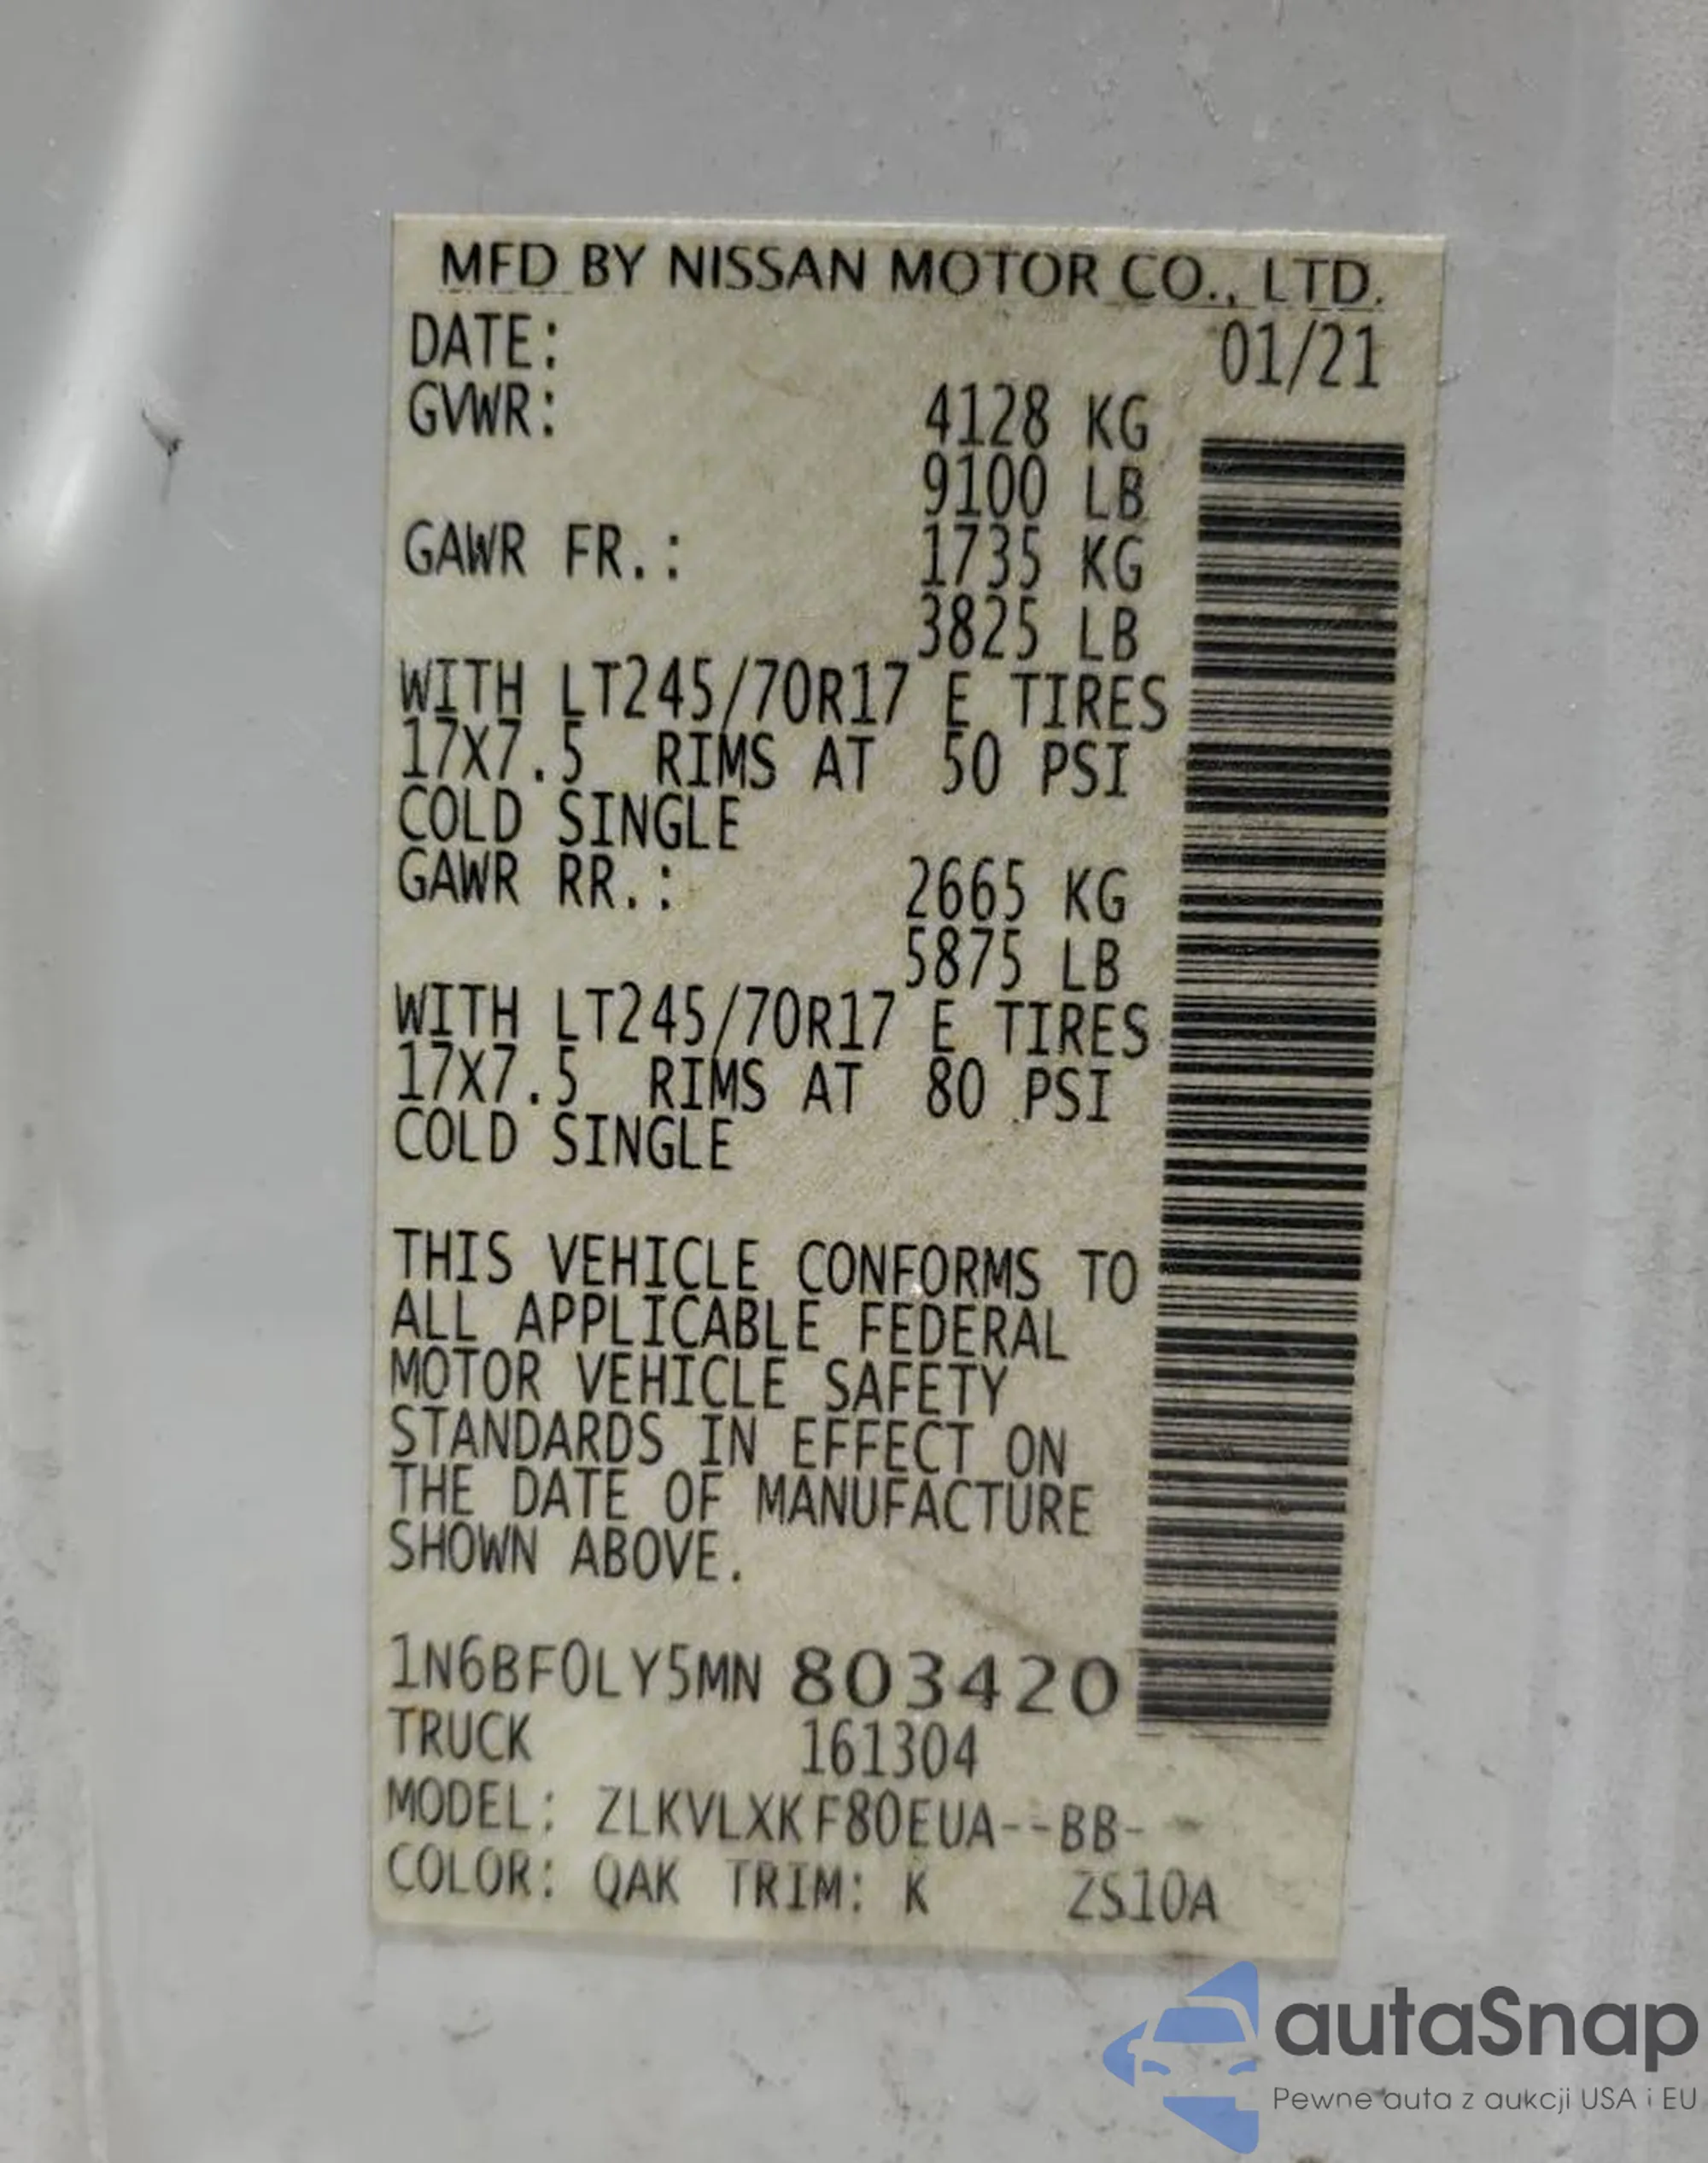 MFD BY NISSAN MOTOR CO., LTD.
DATE: 01/21
GVWR: 4128 KG
9100 LB
GAWR FR.: 1735 KG
3825 LB
WITH LT245/70R17 E TIRES
17X7.5 RIMS AT 50 PSI
COLD SINGLE
GAWR RR.: 2665 KG
5875 LB
WITH LT245/70R17 E TIRES
17X7.5 RIMS AT 80 PSI
COLD SINGLE
THIS VEHICLE CONFORMS TO
ALL APPLICABLE FEDERAL
MOTOR VEHICLE SAFETY
STANDARDS IN EFFECT ON
THE DATE OF MANUFACTURE
SHOWN ABOVE.
1N6BF0LY5MN 803420
TRUCK 161304
MODEL: ZLKVLXKF80EUA--BB-
COLOR: QAK TRIM: K ZS10A
autaSnap
Pewne auta z aukcji USA i EU